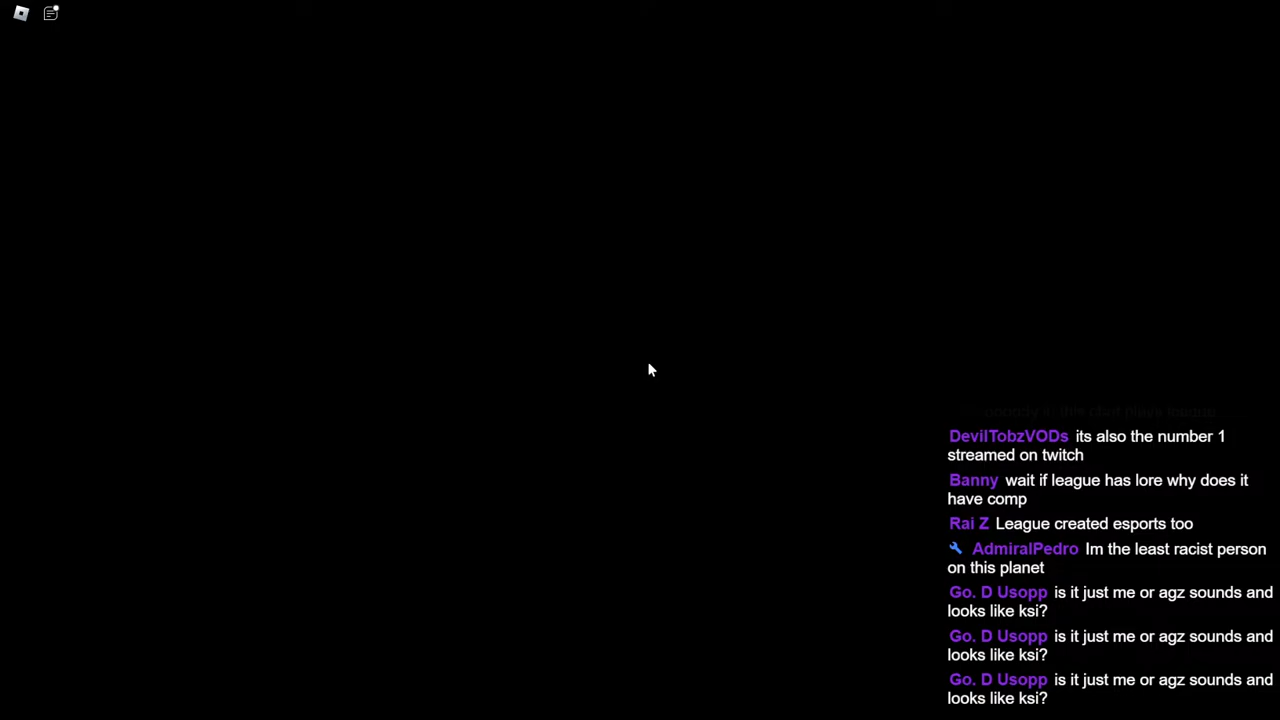 DevilTobzVODs its also the number 1
streamed on twitch
Banny wait if league has lore why does it
have comp
Rai Z League created esports too
AdmiralPedro Im the least racist person
on this planet
Go. D Usopp is it just me or agz sounds and
looks like ksi?
Go. D Usopp is it just me or agz sounds and
looks like ksi?
Go. D Usopp is it just me or agz sounds and
looks like ksi?